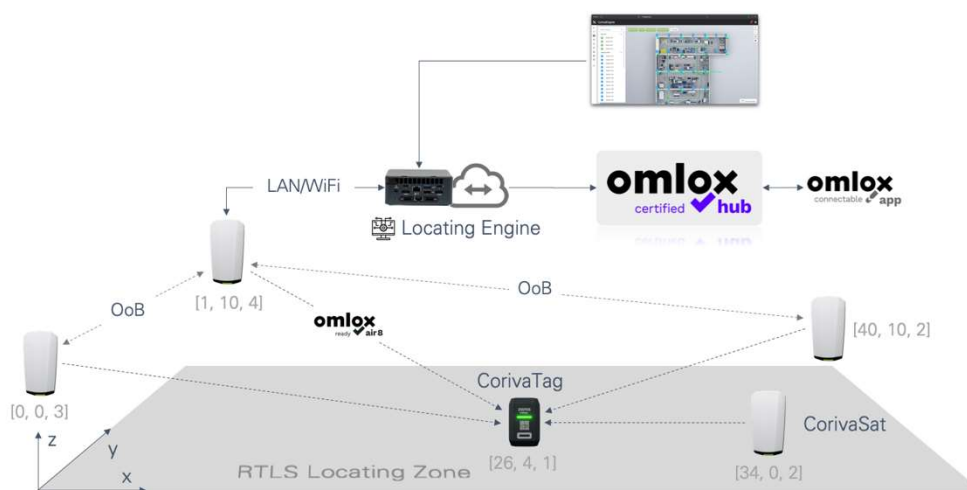 LAN/WiFi
Locating Engine
omlox
certified hub
omlox
connectable app
[1, 10, 4]
OoB
OoB
omlox
ready air8
[40, 10, 2]
[0, 0, 3]
CorivaTag
CorivaSat
[26, 4, 1]
[34, 0, 2]
z
y
x
RTLS Locating Zone